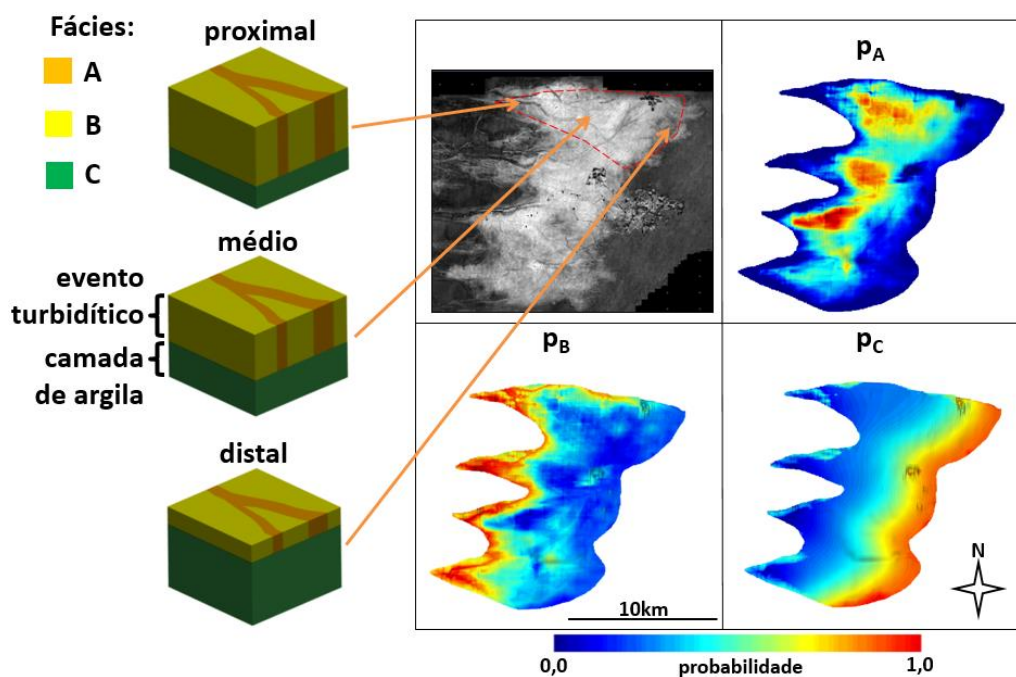 Fácies:
A
B
C
proximal
médio
evento
turbidítico
camada
de argila
distal
pA
pB
pC
10km
N
0,0
probabilidade
1,0